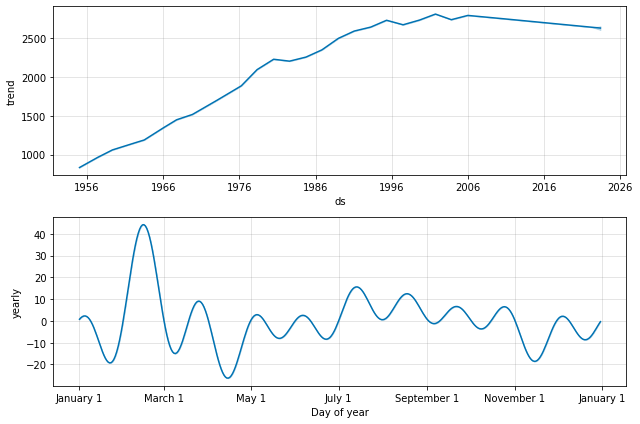 2500
2000
1500
1000
trend
1956 1966 1976 1986 1996 2006 2016 2026
ds
40
30
20
10
0
−10
−20
yearly
January 1 March 1 May 1 July 1 September 1 November 1 January 1
Day of year